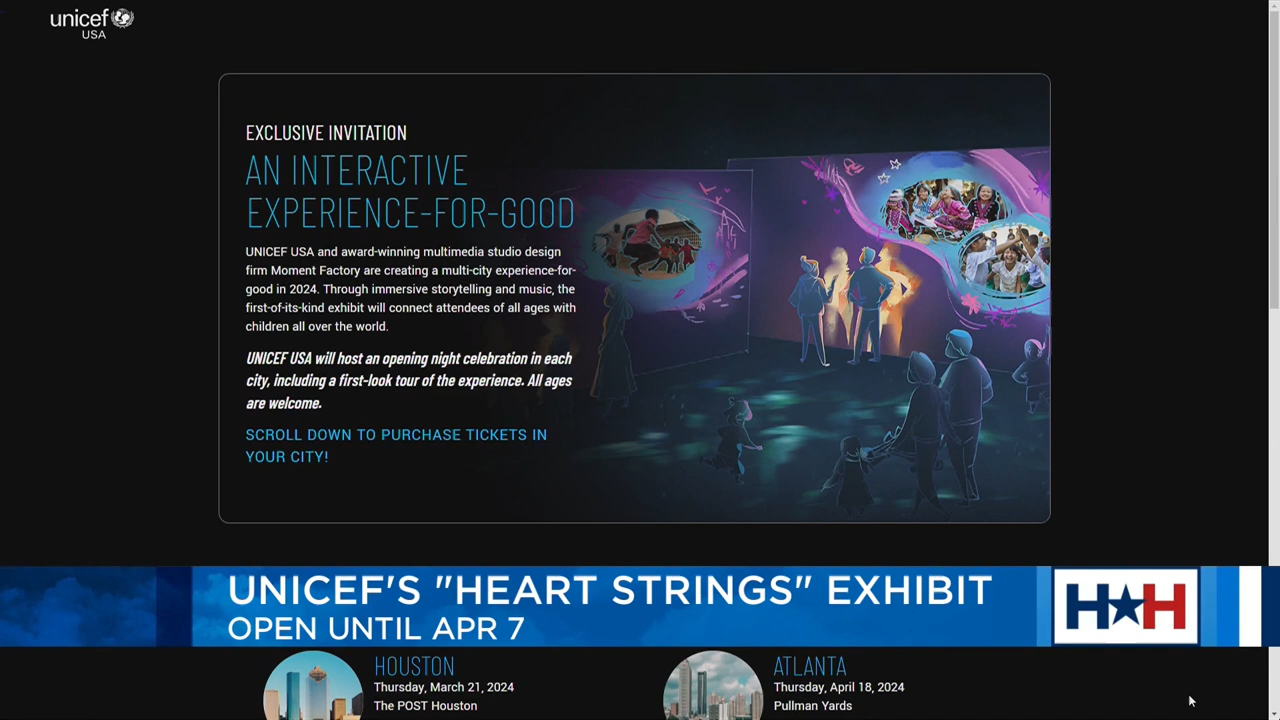 unicef
USA
EXCLUSIVE INVITATION
AN INTERACTIVE
EXPERIENCE-FOR-GOOD
UNICEF USA and award-winning multimedia studio design
firm Moment Factory are creating a multi-city experience-for-
good in 2024. Through immersive storytelling and music, the
first-of-its-kind exhibit will connect attendees of all ages with
children all over the world.
UNICEF USA will host an opening night celebration in each
city, including a first-look tour of the experience. All ages
are welcome.
SCROLL DOWN TO PURCHASE TICKETS IN
YOUR CITY!
UNICEF'S "HEART STRINGS" EXHIBIT
OPEN UNTIL APR 7
H★H
HOUSTON
Thursday, March 21, 2024
The POST Houston
ATLANTA
Thursday, April 18, 2024
Pullman Yards